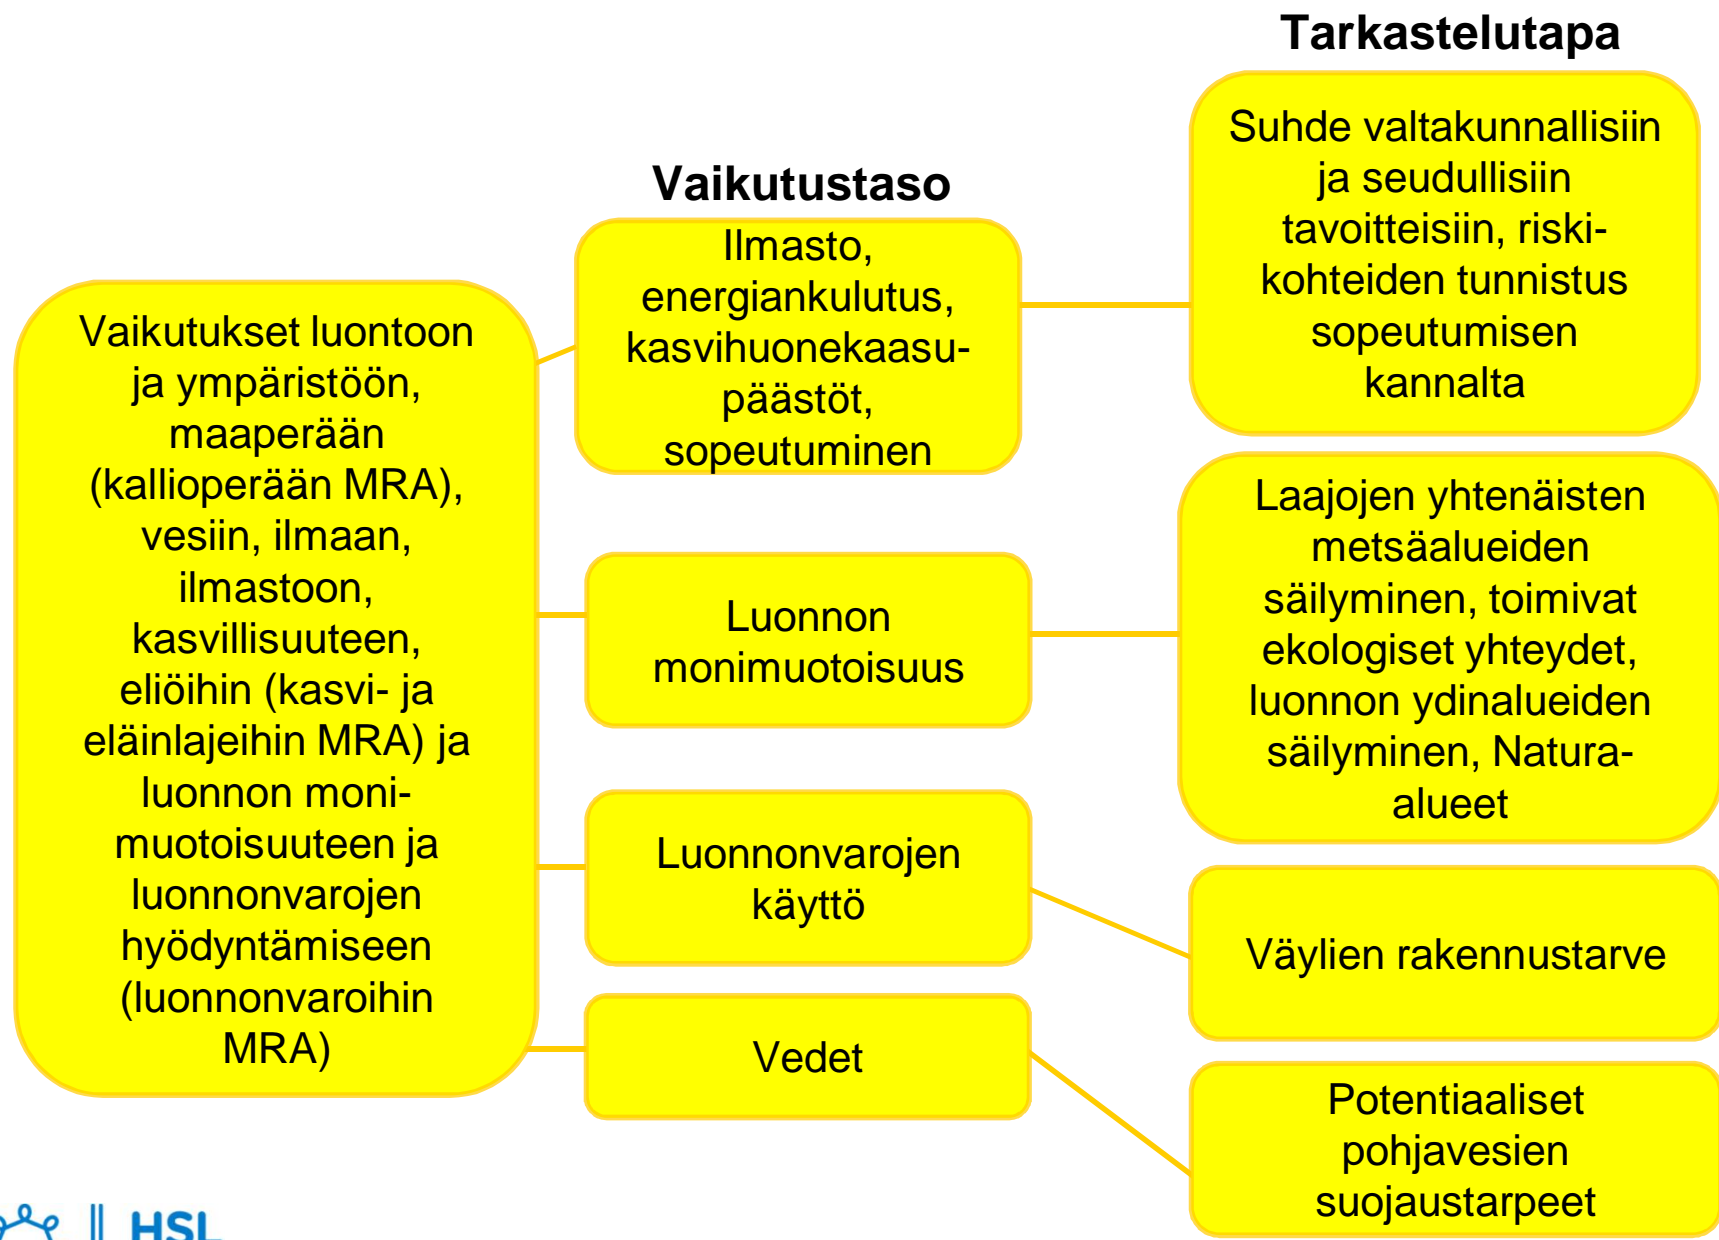 Tarkastelutapa
Suhde valtakunnallisiin
ja seudullisiin
tavoitteisiin, riski-
kohteiden tunnistus
sopeutumisen
kannalta
Vaikutustaso
Ilmasto,
energiankulutus,
kasvihuonekaasu-
päästöt,
sopeutuminen
Vaikutukset luontoon
ja ympäristöön,
maaperään
(kallioperään MRA),
vesiin, ilmaan,
ilmastoon,
kasvillisuuteen,
eliöihin (kasvi- ja
eläinlajeihin MRA) ja
luonnon moni-
muotoisuuteen ja
luonnonvarojen
hyödyntämiseen
(luonnonvaroihin
MRA)
Luonnon
monimuotoisuus
Laajojen yhtenäisten
metsäalueiden
säilyminen, toimivat
ekologiset yhteydet,
luonnon ydinalueiden
säilyminen, Natura-
alueet
Luonnonvarojen
käyttö
Väylien rakennustarve
Vedet
Potentiaaliset
pohjavesien
suojaustarpeet
HSL